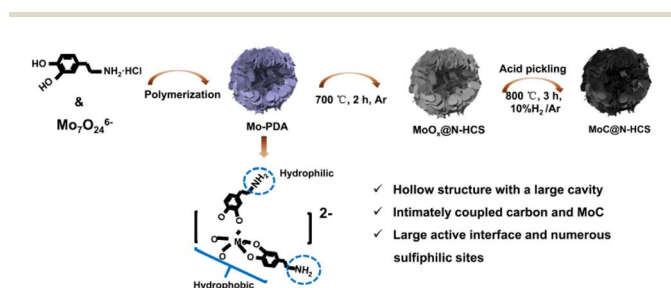 HO
HO
NH₂·HCl
&
Mo₇O₂₄⁶⁻
Polymerization
Mo-PDA
700 ℃, 2 h, Ar
MoOₓ@N-HCS
Acid pickling
800 ℃, 3 h,
10%H₂ /Ar
MoC@N-HCS
NH₂
Hydrophilic
2-
O
O
O
M
O
O
O
NH₂
Hydrophobic
✓ Hollow structure with a large cavity
✓ Intimately coupled carbon and MoC
✓ Large active interface and numerous
sulfiphilic sites